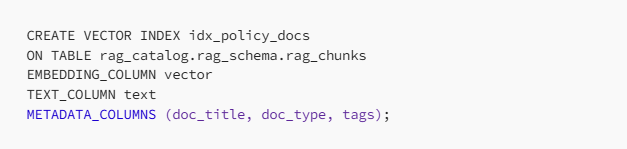 CREATE VECTOR INDEX idx_policy_docs
ON TABLE rag_catalog.rag_schema.rag_chunks
EMBEDDING_COLUMN vector
TEXT_COLUMN text
METADATA_COLUMNS (doc_title, doc_type, tags);